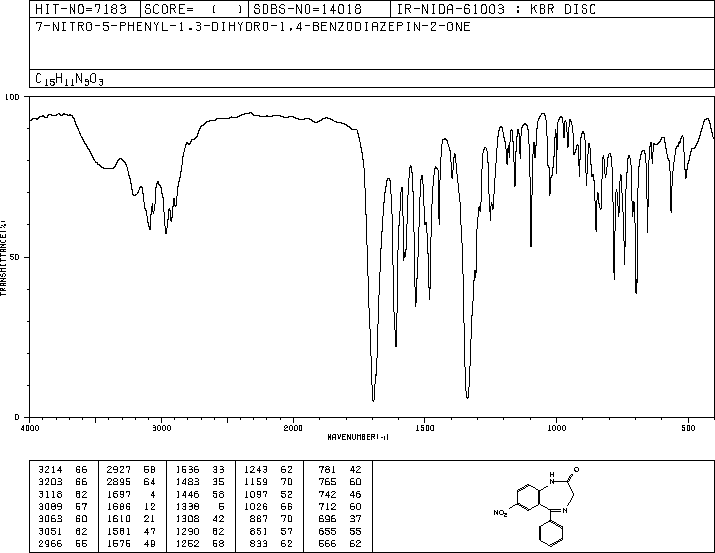 HIT-NO=7183 SCORE= ( ) SDBS-NO=14018 IR-NIDA-61003 : KBR DISC
7-NITRO-5-PHENYL-1,3-DIHYDRO-1,4-BENZODIAZEPIN-2-ONE
C15H11N3O3
100
50
0
TRANSMITTANCE(%)
4000 3000 2000 1500 1000 500
WAVENUMBER(-1)
3214 66 2927 58 1536 33 1243 62 781 42
3203 66 2895 64 1483 35 1159 70 765 60
3118 62 1697 4 1446 58 1097 52 742 46
3089 57 1686 12 1338 5 1026 66 712 60
3063 60 1610 21 1308 42 887 70 696 37
3051 62 1581 47 1290 62 851 57 655 55
2966 55 1575 49 1252 58 833 62 566 62
H
N
O
NO2
N